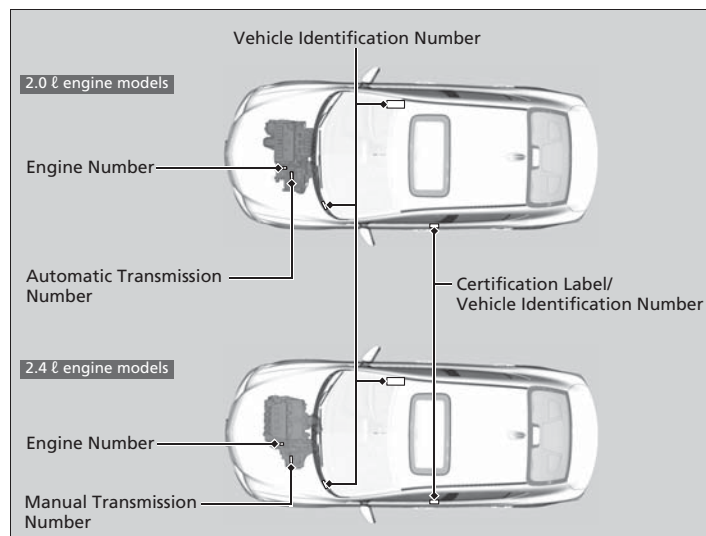 Vehicle Identification Number
2.0 ℓ engine models
Engine Number
Automatic Transmission
Number
Certification Label/
Vehicle Identification Number
2.4 ℓ engine models
Engine Number
Manual Transmission
Number